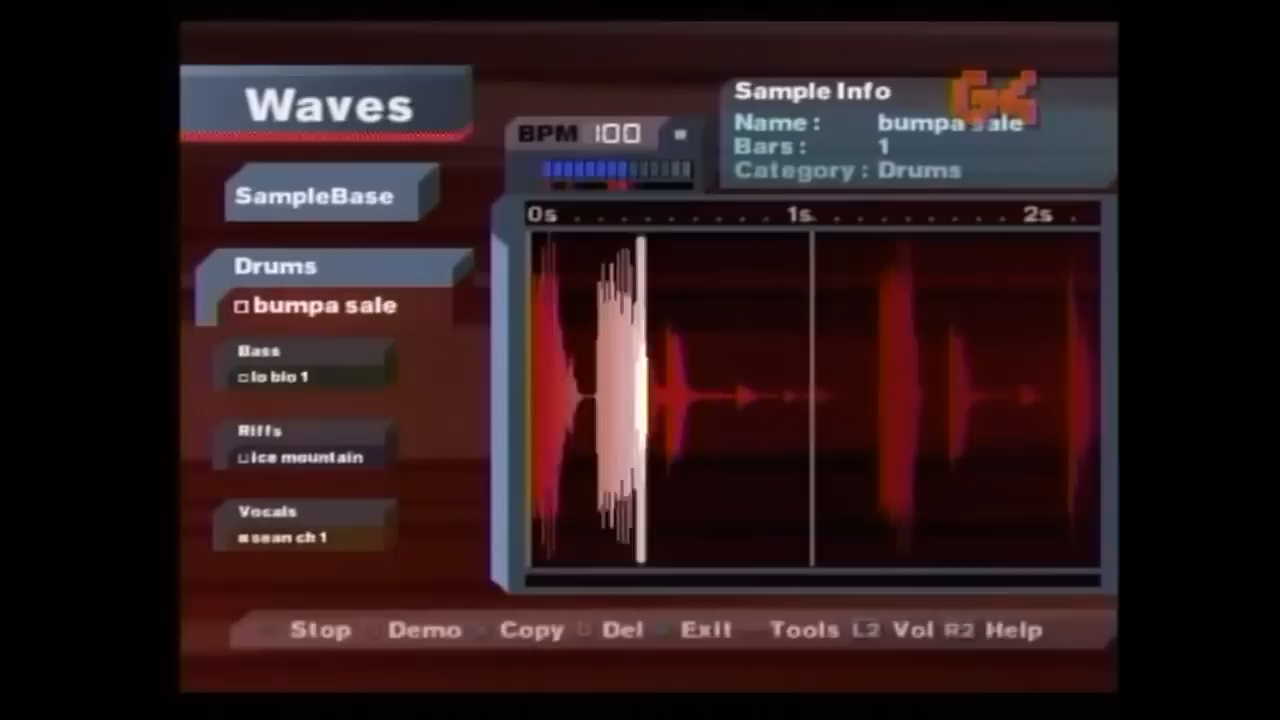 Waves
BPM 100
Sample Info
Name : bumpa sale
Bars : 1
Category : Drums
SampleBase
0s 1s 2s
Drums
bumpa sale
Bass
lo blo 1
Riffs
ice mountain
Vocals
sean ch 1
Stop Demo Copy Del Exit Tools L2 Vol R2 Help